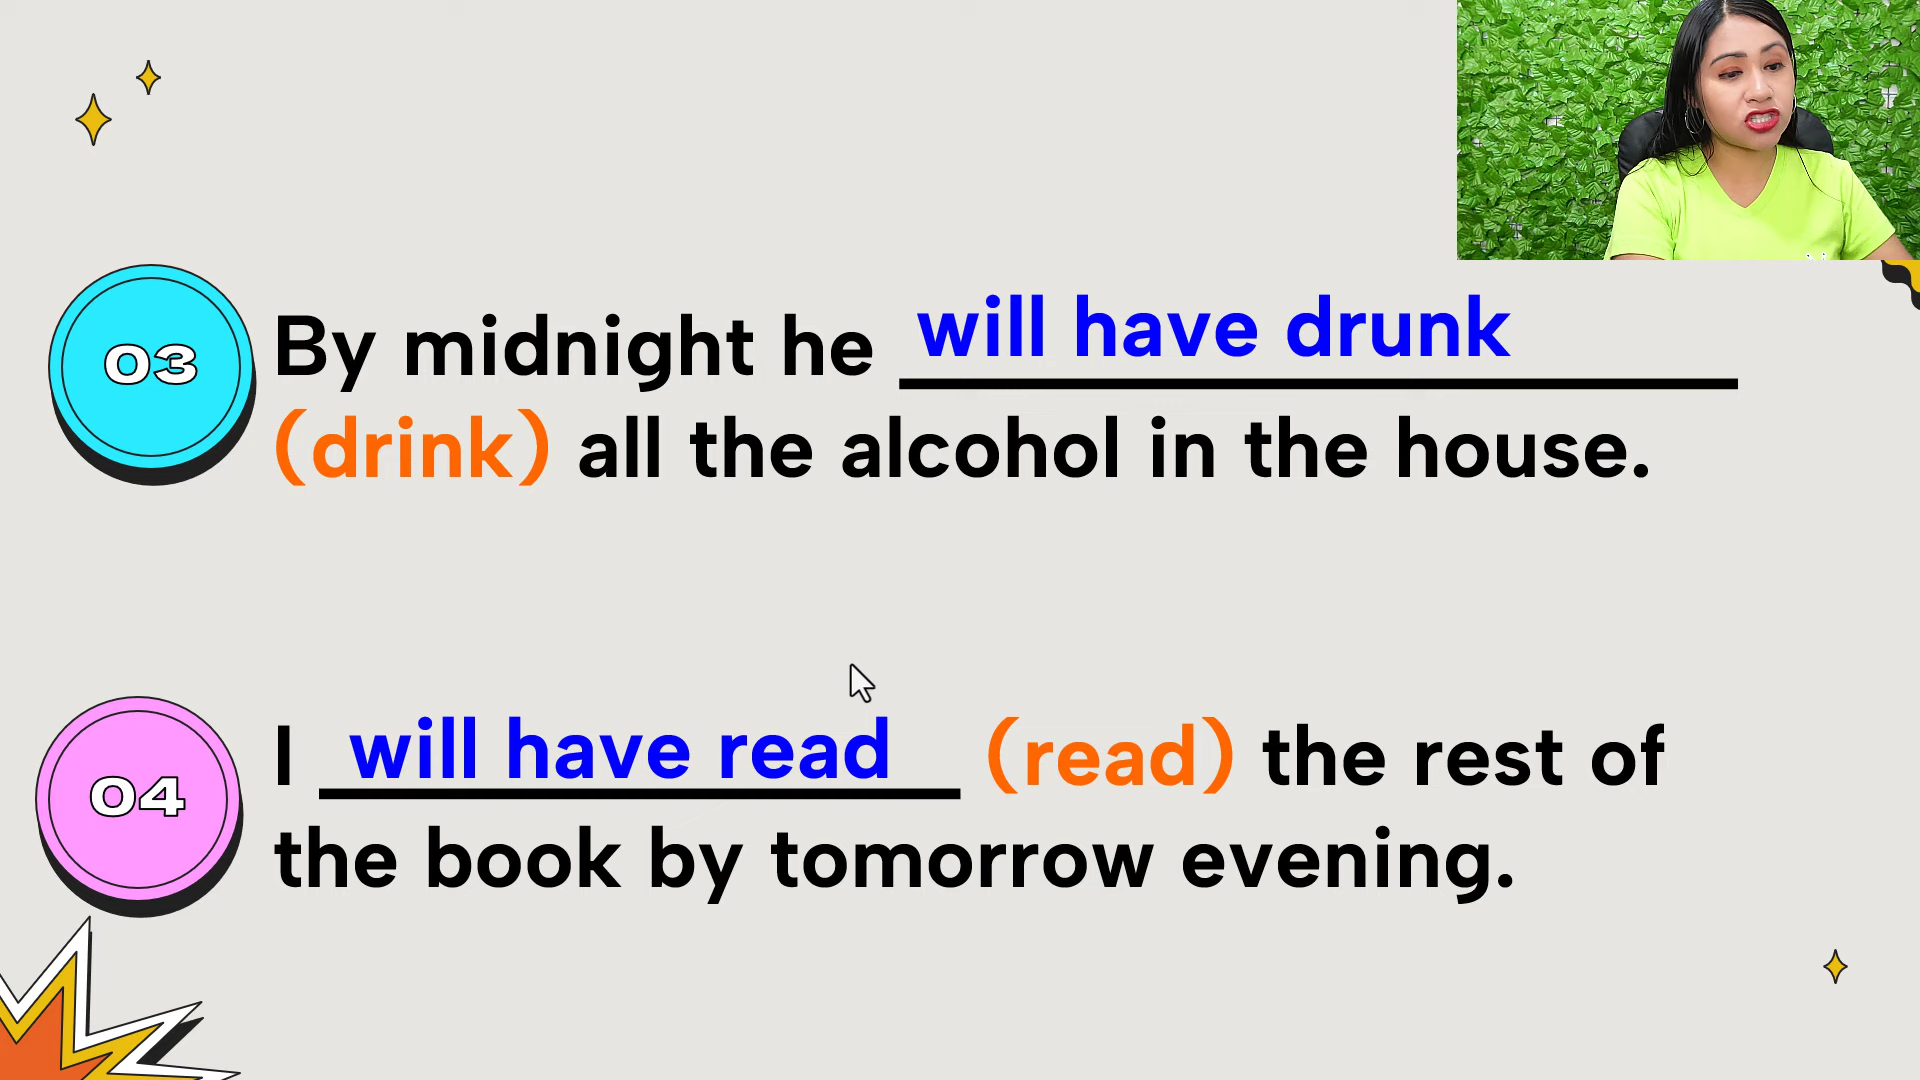 03
By midnight he will have drunk
(drink) all the alcohol in the house.
04
I will have read (read) the rest of
the book by tomorrow evening.